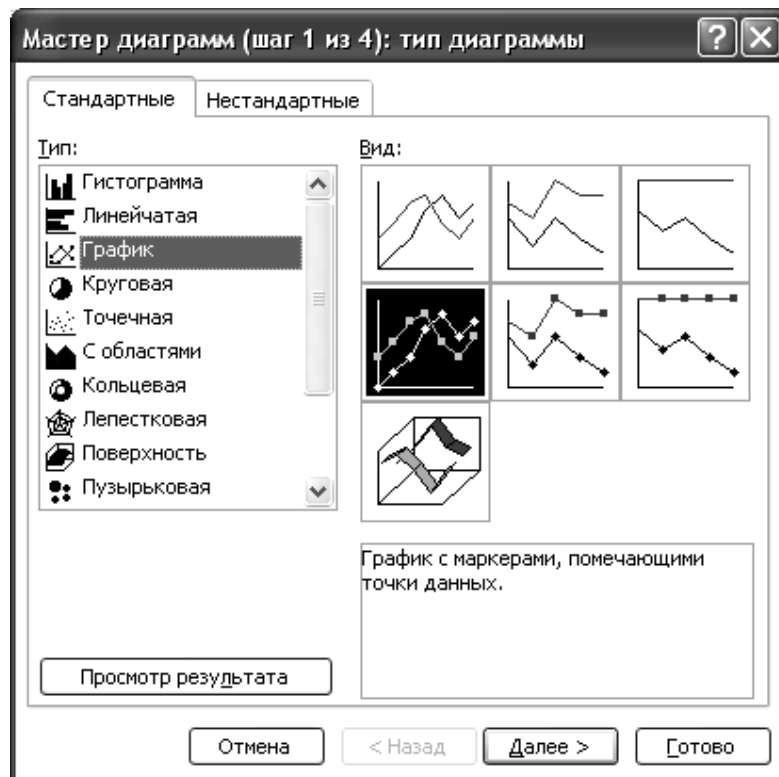 Мастер диаграмм (шаг 1 из 4): тип диаграммы
Стандартные
Нестандартные
Тип:
Гистограмма
Линейчатая
График
Круговая
Точечная
С областями
Кольцевая
Лепестковая
Поверхность
Пузырьковая
Вид:
График с маркерами, помечающими
точки данных.
Просмотр результата
Отмена
< Назад
Далее >
Готово